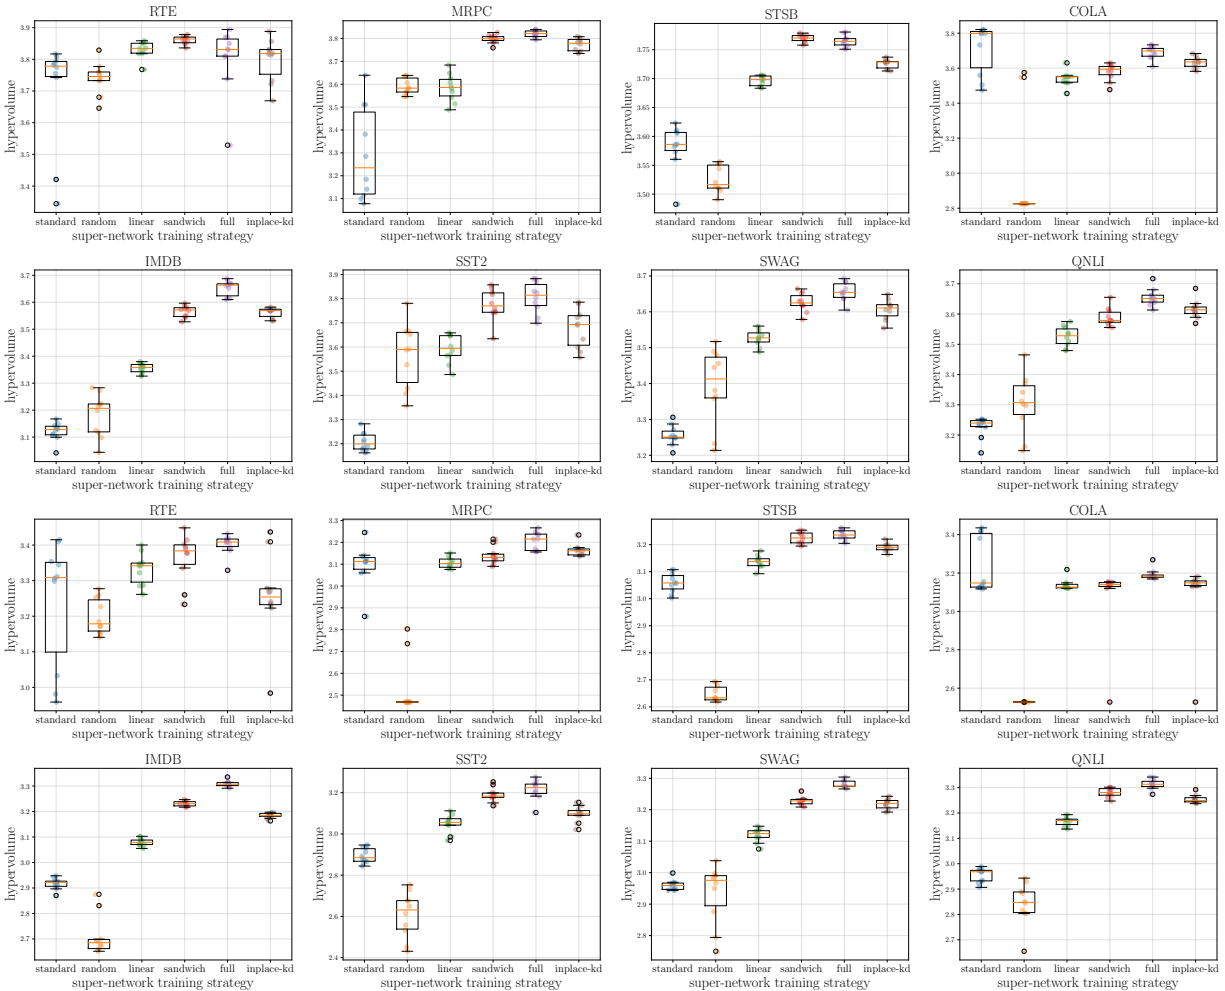 RTE
hypervolume
3.9
3.8
3.7
3.6
3.5
3.4
standard random linear sandwich full inplace-kd
super-network training strategy
MRPC
hypervolume
3.8
3.7
3.6
3.5
3.4
3.3
3.2
3.1
standard random linear sandwich full inplace-kd
super-network training strategy
STSB
hypervolume
3.75
3.70
3.65
3.60
3.55
3.50
standard random linear sandwich full inplace-kd
super-network training strategy
COLA
hypervolume
3.8
3.6
3.4
3.2
3.0
2.8
standard random linear sandwich full inplace-kd
super-network training strategy
IMDB
hypervolume
3.7
3.6
3.5
3.4
3.3
3.2
3.1
standard random linear sandwich full inplace-kd
super-network training strategy
SST2
hypervolume
3.9
3.8
3.7
3.6
3.5
3.4
3.3
3.2
standard random linear sandwich full inplace-kd
super-network training strategy
SWAG
hypervolume
3.7
3.6
3.5
3.4
3.3
3.2
standard random linear sandwich full inplace-kd
super-network training strategy
QNLI
hypervolume
3.7
3.6
3.5
3.4
3.3
3.2
standard random linear sandwich full inplace-kd
super-network training strategy
RTE
hypervolume
3.4
3.3
3.2
3.1
3.0
standard random linear sandwich full inplace-kd
super-network training strategy
MRPC
hypervolume
3.3
3.2
3.1
3.0
2.9
2.8
2.7
2.6
2.5
standard random linear sandwich full inplace-kd
super-network training strategy
STSB
hypervolume
3.2
3.1
3.0
2.9
2.8
2.7
2.6
standard random linear sandwich full inplace-kd
super-network training strategy
COLA
hypervolume
3.4
3.2
3.0
2.8
2.6
standard random linear sandwich full inplace-kd
super-network training strategy
IMDB
hypervolume
3.3
3.2
3.1
3.0
2.9
2.8
2.7
standard random linear sandwich full inplace-kd
super-network training strategy
SST2
hypervolume
3.2
3.0
2.8
2.6
2.4
standard random linear sandwich full inplace-kd
super-network training strategy
SWAG
hypervolume
3.3
3.2
3.1
3.0
2.9
2.8
2.7
standard random linear sandwich full inplace-kd
super-network training strategy
QNLI
hypervolume
3.3
3.2
3.1
3.0
2.9
2.8
2.7
standard random linear sandwich full inplace-kd
super-network training strategy